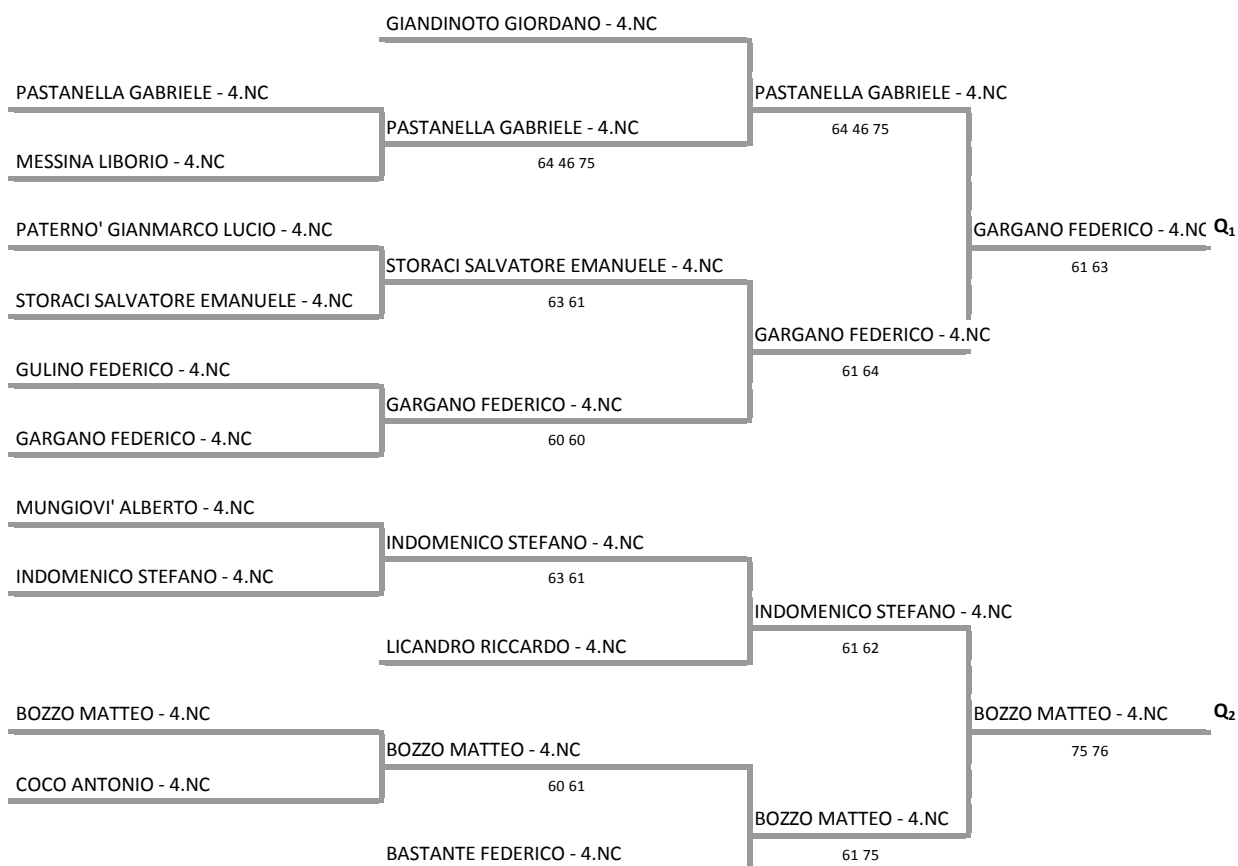 GIANDINOTO GIORDANO - 4.NC
PASTANELLA GABRIELE - 4.NC
PASTANELLA GABRIELE - 4.NC
PASTANELLA GABRIELE - 4.NC
64 46 75
MESSINA LIBORIO - 4.NC
64 46 75
PATERNO' GIANMARCO LUCIO - 4.NC
GARGANO FEDERICO - 4.NC Q₁
STORACI SALVATORE EMANUELE - 4.NC
61 63
STORACI SALVATORE EMANUELE - 4.NC
63 61
GARGANO FEDERICO - 4.NC
GULINO FEDERICO - 4.NC
61 64
GARGANO FEDERICO - 4.NC
GARGANO FEDERICO - 4.NC
60 60
MUNGIOVI' ALBERTO - 4.NC
INDOMENICO STEFANO - 4.NC
INDOMENICO STEFANO - 4.NC
63 61
INDOMENICO STEFANO - 4.NC
LICANDRO RICCARDO - 4.NC
61 62
BOZZO MATTEO - 4.NC
BOZZO MATTEO - 4.NC Q₂
BOZZO MATTEO - 4.NC
75 76
COCO ANTONIO - 4.NC
60 61
BOZZO MATTEO - 4.NC
BASTANTE FEDERICO - 4.NC
61 75